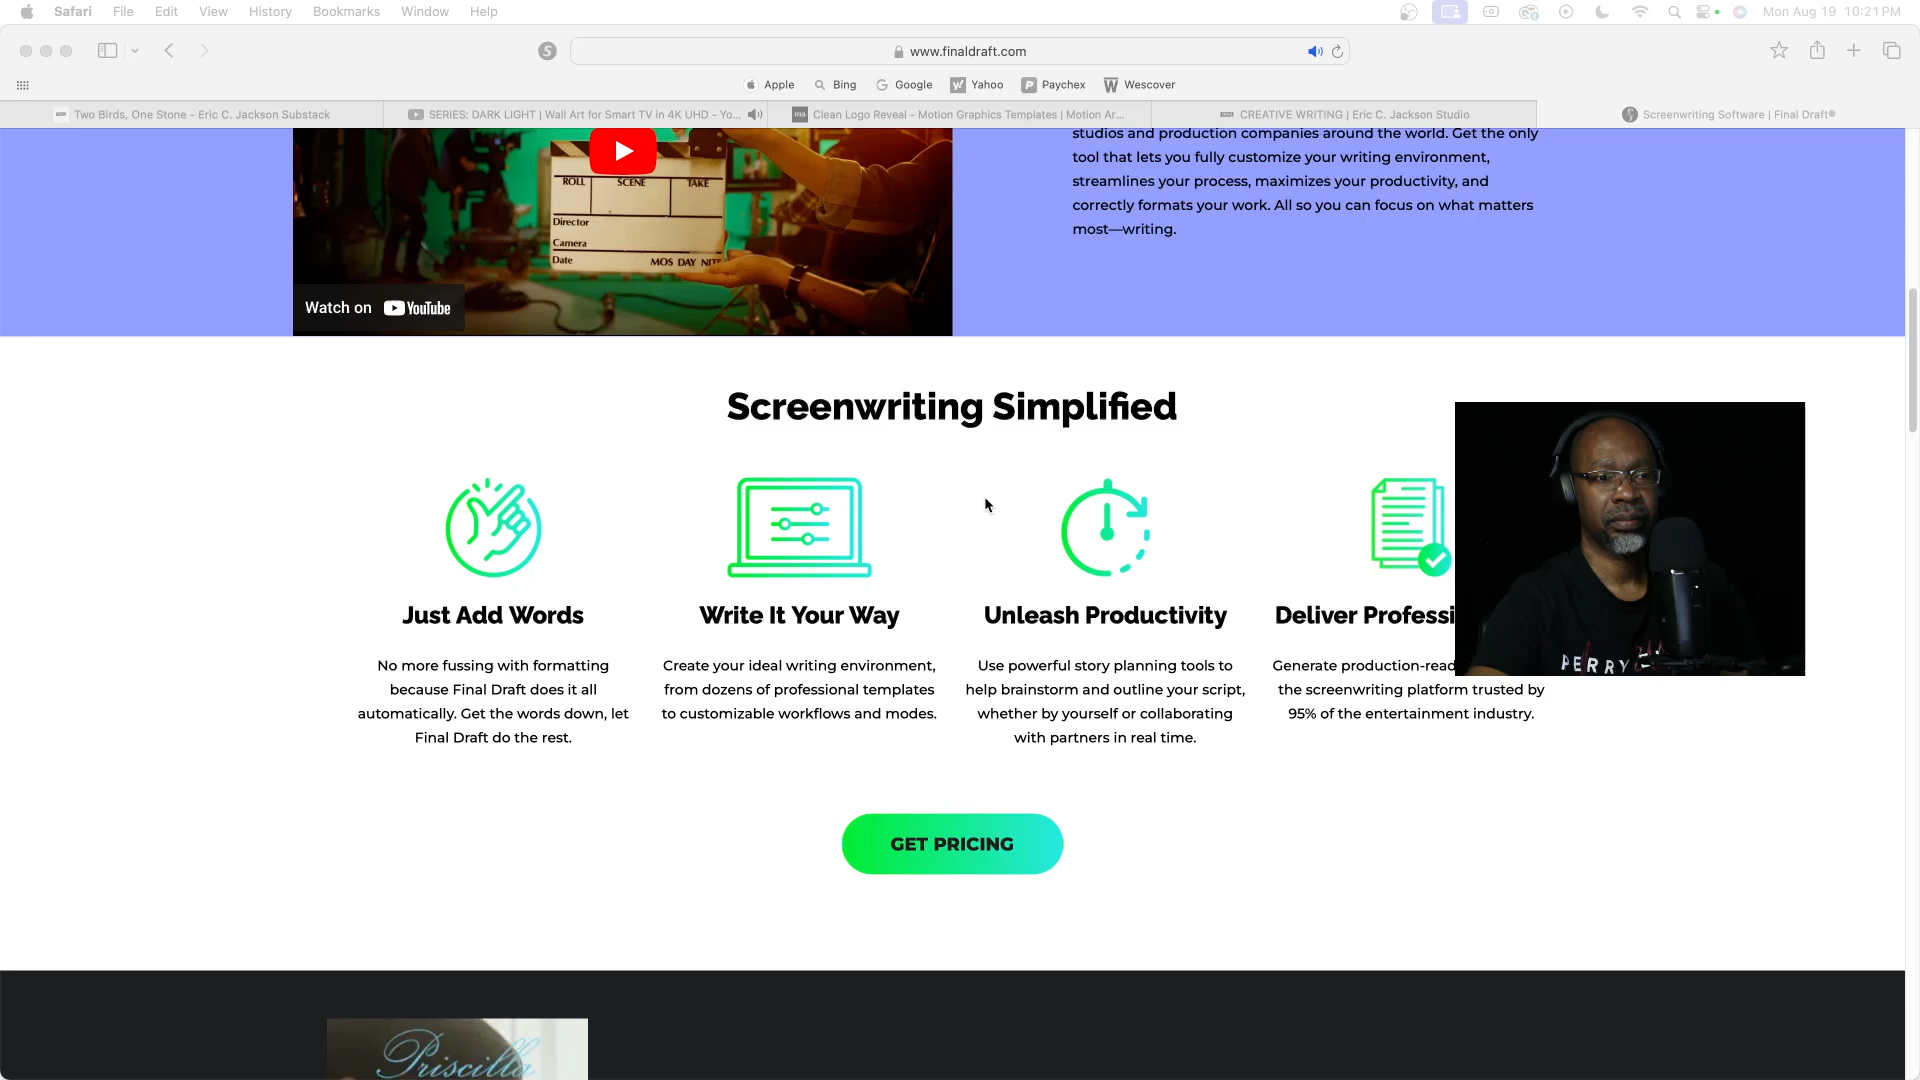 Safari File Edit View History Bookmarks Window Help
Mon Aug 19 10:21 PM
www.finaldraft.com
Apple Bing Google Yahoo Paychex Wescover
Two Birds, One Stone - Eric C. Jackson Substack
SERIES: DARK LIGHT | Wall Art for Smart TV in 4K UHD - Yo...
Clean Logo Reveal - Motion Graphics Templates | Motion Ar...
CREATIVE WRITING | Eric C. Jackson Studio
Screenwriting Software | Final Draft®
ROLL SCENE TAKE
Director
Camera
Date MOS DAY NITE
Watch on YouTube
studios and production companies around the world. Get the only
tool that lets you fully customize your writing environment,
streamlines your process, maximizes your productivity, and
correctly formats your work. All so you can focus on what matters
most—writing.
Screenwriting Simplified
Just Add Words
No more fussing with formatting
because Final Draft does it all
automatically. Get the words down, let
Final Draft do the rest.
Write It Your Way
Create your ideal writing environment,
from dozens of professional templates
to customizable workflows and modes.
Unleash Productivity
Use powerful story planning tools to
help brainstorm and outline your script,
whether by yourself or collaborating
with partners in real time.
Deliver Professi
Generate production-read
the screenwriting platform trusted by
95% of the entertainment industry.
PERRY
GET PRICING
Priscilla